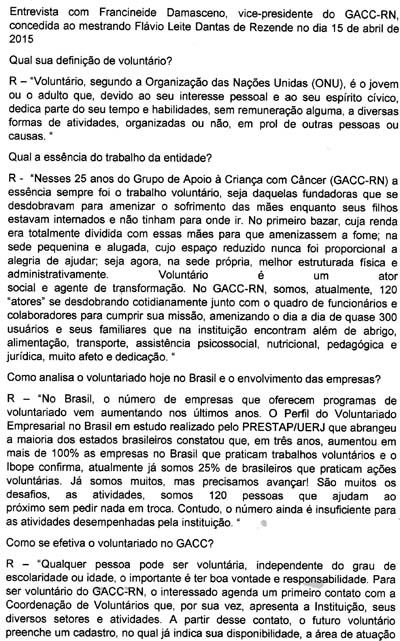 Entrevista com Francineide Damasceno, vice-presidente do GACC-RN,
concedida ao mestrando Flávio Leite Dantas de Rezende no dia 15 de abril de
2015
Qual sua definição de voluntário?
R – “Voluntário, segundo a Organização das Nações Unidas (ONU), é o jovem
ou o adulto que, devido ao seu interesse pessoal e ao seu espírito cívico,
dedica parte do seu tempo e habilidades, sem remuneração alguma, a diversas
formas de atividades, organizadas ou não, em prol de outras pessoas ou
causas. “
Qual a essência do trabalho da entidade?
R - “Nesses 25 anos do Grupo de Apoio à Criança com Câncer (GACC-RN) a
essência sempre foi o trabalho voluntário, seja daquelas fundadoras que se
desdobravam para amenizar o sofrimento das mães enquanto seus filhos
estavam internados e não tinham para onde ir. No primeiro bazar, cuja renda
era totalmente dividida com essas mães para que amenizassem a fome; na
sede pequenina e alugada, cujo espaço reduzido nunca foi proporcional a
alegria de ajudar; seja agora, na sede própria, melhor estruturada física e
administrativamente. Voluntário é um ator
social e agente de transformação. No GACC-RN, somos, atualmente, 120
“atores” se desdobrando cotidianamente junto com o quadro de funcionários e
colaboradores para cumprir sua missão, amenizando o dia a dia de quase 300
usuários e seus familiares que na instituição encontram além de abrigo,
alimentação, transporte, assistência psicossocial, nutricional, pedagógica e
jurídica, muito afeto e dedicação. “
Como analisa o voluntariado hoje no Brasil e o envolvimento das empresas?
R – “No Brasil, o número de empresas que oferecem programas de
voluntariado vem aumentando nos últimos anos. O Perfil do Voluntariado
Empresarial no Brasil em estudo realizado pelo PRESTAP/UERJ que abrangeu
a maioria dos estados brasileiros constatou que, em três anos, aumentou em
mais de 100% as empresas no Brasil que praticam trabalhos voluntários e o
Ibope confirma, atualmente já somos 25% de brasileiros que praticam ações
voluntárias. Já somos muitos, mas precisamos avançar! São muitos os
desafios, as atividades, somos 120 pessoas que ajudam ao
próximo sem pedir nada em troca. Contudo, o número ainda é insuficiente para
as atividades desempenhadas pela instituição. “
Como se efetiva o voluntariado no GACC?
R – “Qualquer pessoa pode ser voluntária, independente do grau de
escolaridade ou idade, o importante é ter boa vontade e responsabilidade. Para
ser voluntário do GACC-RN, o interessado agenda um primeiro contato com a
Coordenação de Voluntários que, por sua vez, apresenta a Instituição, seus
diversos setores e atividades. A partir desse contato, o futuro voluntário
preenche um cadastro, no qual já indica sua disponibilidade, a área de atuação